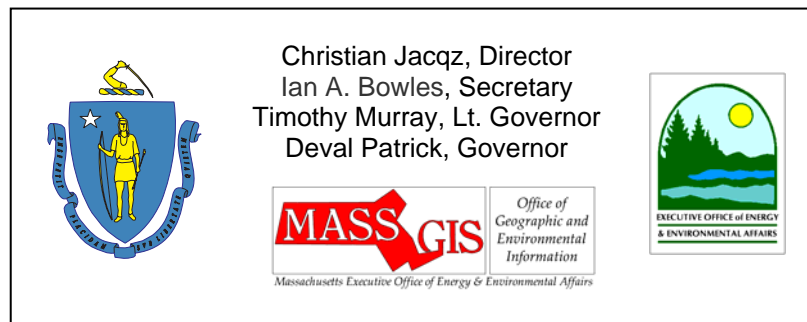 Christian Jacqz, Director
Ian A. Bowles, Secretary
Timothy Murray, Lt. Governor
Deval Patrick, Governor
MASS GIS
Office of
Geographic and
Environmental
Information
Massachusetts Executive Office of Energy & Environmental Affairs
EXECUTIVE OFFICE of ENERGY
& ENVIRONMENTAL AFFAIRS
PLACIDAM